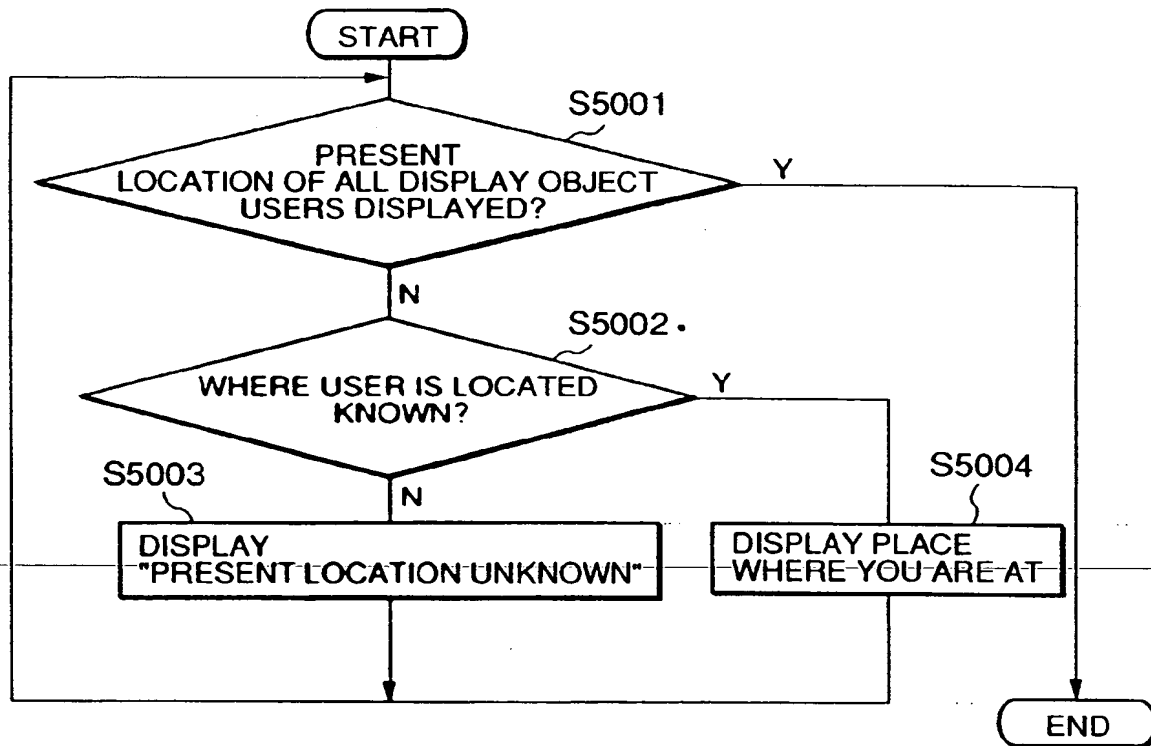 START
S5001
PRESENT
LOCATION OF ALL DISPLAY OBJECT
USERS DISPLAYED?
Y
N
S5002.
WHERE USER IS LOCATED
KNOWN?
Y
N
S5003
DISPLAY
"PRESENT LOCATION UNKNOWN"
S5004
DISPLAY PLACE
WHERE YOU ARE AT
END